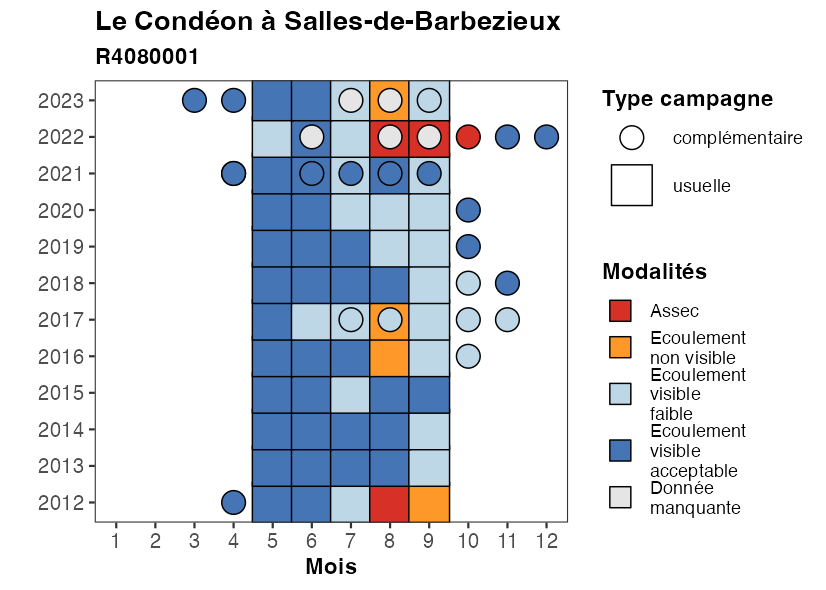 Le Condéon à Salles-de-Barbezieux
R4080001
2023
2022
2021
2020
2019
2018
2017
2016
2015
2014
2013
2012
1 2 3 4 5 6 7 8 9 10 11 12
Mois
Type campagne
complémentaire
usuelle
Modalités
Assec
Ecoulement
non visible
Ecoulement
visible
faible
Ecoulement
visible
acceptable
Donnée
manquante